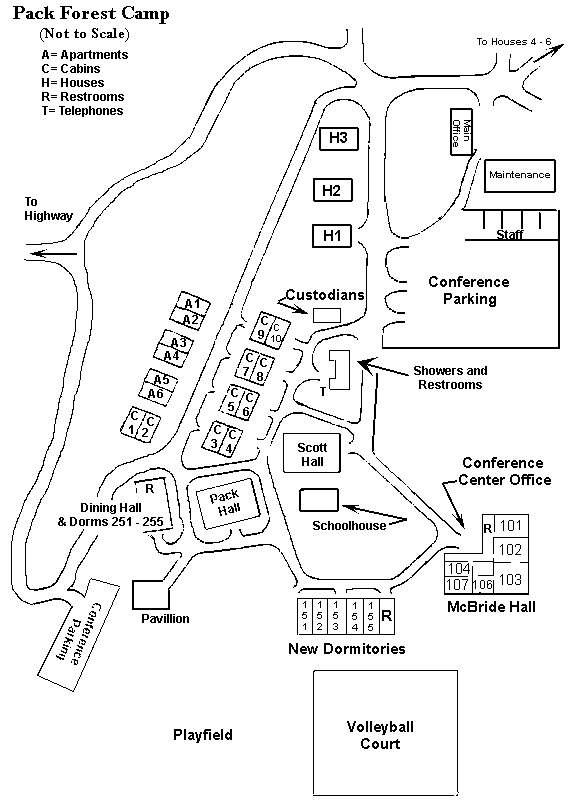 Pack Forest Camp
(Not to Scale)
A= Apartments
C= Cabins
H= Houses
R= Restrooms
T= Telephones
To Houses 4 - 6
Main
Office
Maintenance
H3
H2
H1
To
Highway
Staff
Conference
Parking
Custodians
A1
A2
A3
A4
A5
A6
C
1
C
2
C
9
C
10
C
7
C
8
C
5
C
6
C
3
C
4
T
Showers and
Restrooms
Scott
Hall
Conference
Center Office
R
Dining Hall
& Dorms 251 - 255
Pack
Hall
Schoolhouse
R
101
102
103
104
107
106
McBride Hall
Pavillion
Conference
Parking
151
152
153
154
155
R
New Dormitories
Playfield
Volleyball
Court